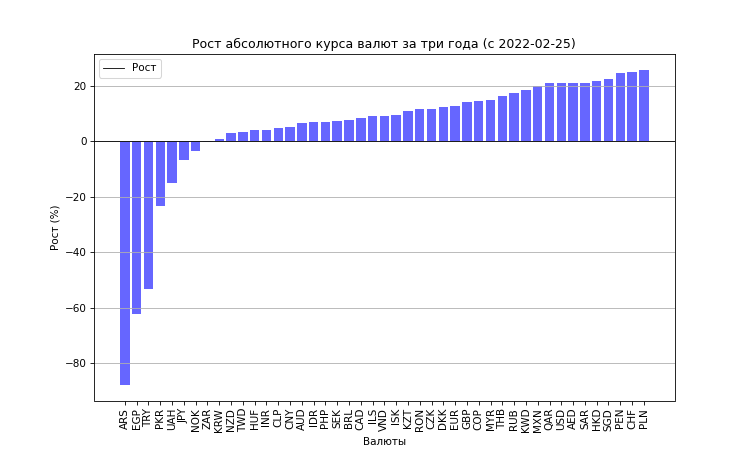 Рост абсолютного курса валют за три года (с 2022-02-25)
Рост
Рост (%)
20
0
−20
−40
−60
−80
ARS EGP TRY PKR UAH JPY NOK ZAR KRW NZD TWD HUF INR CLP CNY AUD IDR PHP SEK BRL CAD ILS VND ISK KZT RON CZK DKK EUR GBP COP MYR THB RUB KWD MXN QAR USD AED SAR HKD SGD PEN CHF PLN
Валюты